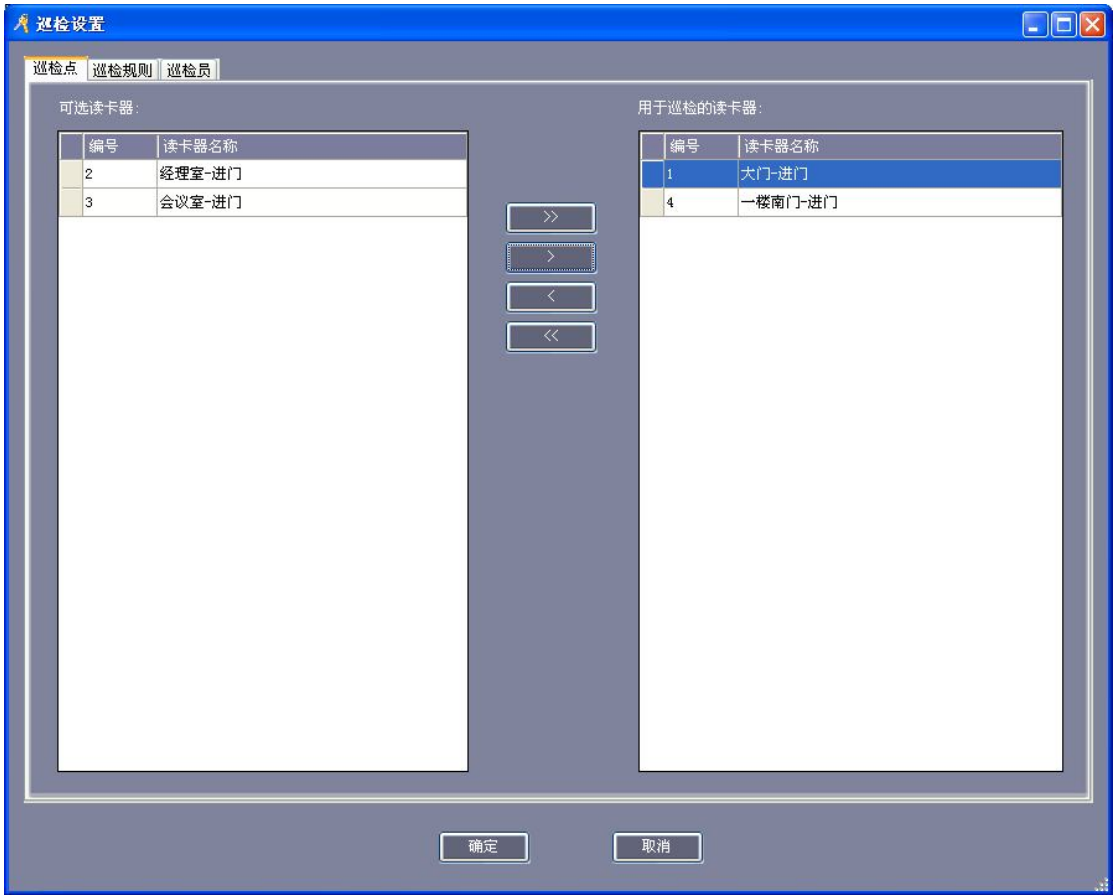 巡检设置
巡检点 巡检规则 巡检员
可选读卡器:
编号 读卡器名称
2 经理室-进门
3 会议室-进门
>>
>
<
<<
用于巡检的读卡器:
编号 读卡器名称
1 大门-进门
4 一楼南门-进门
确定 取消